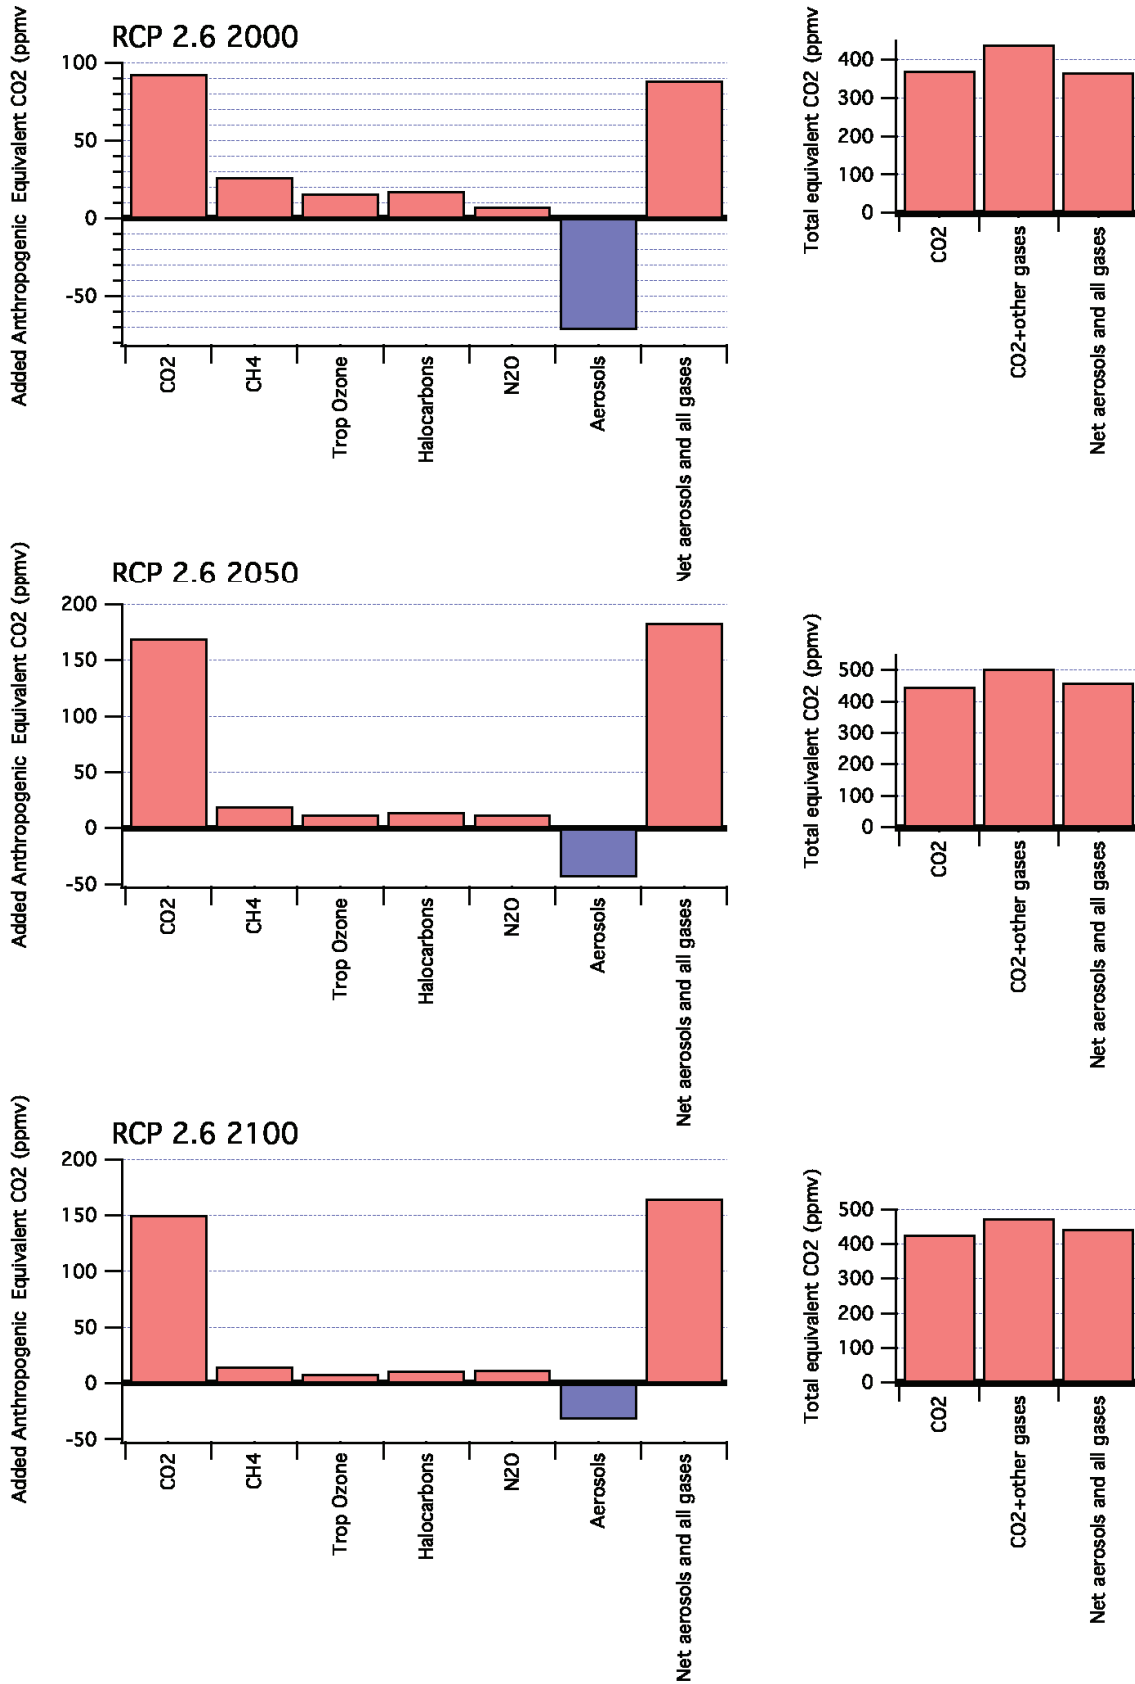 RCP 2.6 2000
Added Anthropogenic Equivalent CO2 (ppmv
100
50
0
-50
CO2
CH4
Trop Ozone
Halocarbons
N2O
Aerosols
Net aerosols and all gases
Total equivalent CO2 (ppmv
400
300
200
100
0
CO2
CO2+other gases
Net aerosols and all gases
RCP 2.6 2050
Added Anthropogenic Equivalent CO2 (ppmv)
200
150
100
50
0
-50
CO2
CH4
Trop Ozone
Halocarbons
N2O
Aerosols
Net aerosols and all gases
Total equivalent CO2 (ppmv)
500
400
300
200
100
0
CO2
CO2+other gases
Net aerosols and all gases
RCP 2.6 2100
Added Anthropogenic Equivalent CO2 (ppmv)
200
150
100
50
0
-50
CO2
CH4
Trop Ozone
Halocarbons
N2O
Aerosols
Net aerosols and all gases
Total equivalent CO2 (ppmv)
500
400
300
200
100
0
CO2
CO2+other gases
Net aerosols and all gases